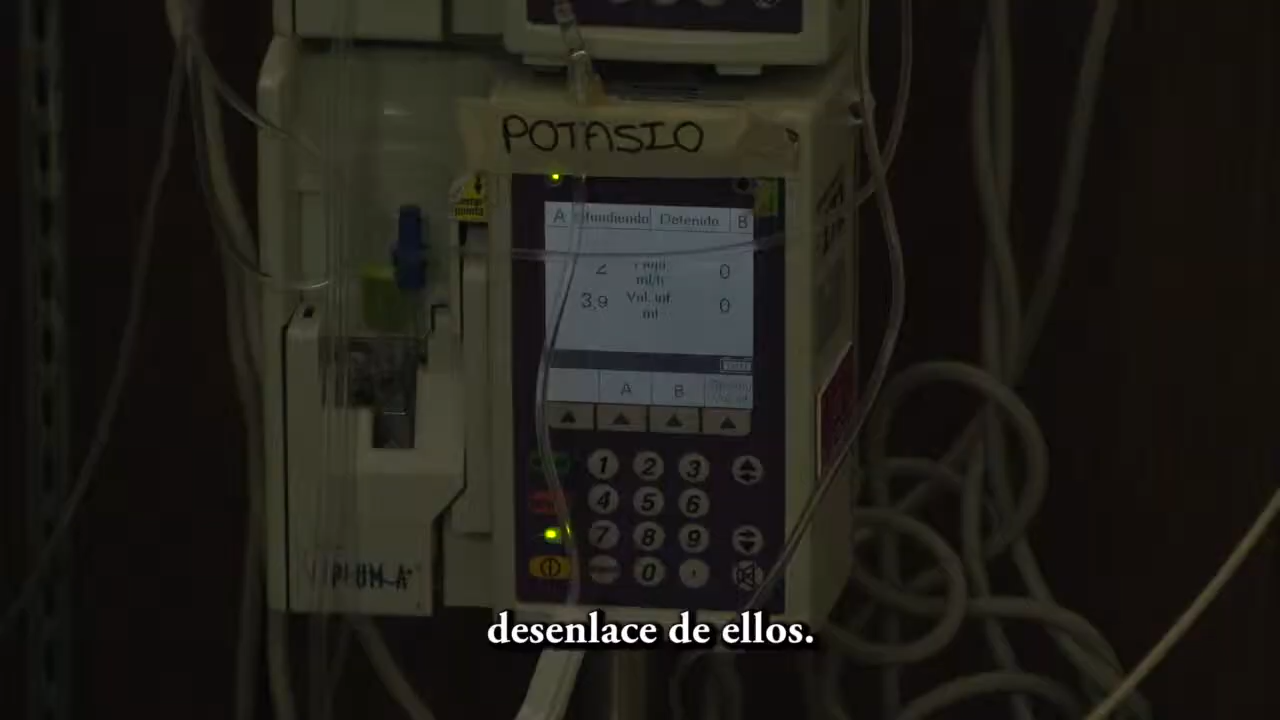 POTASIO
A Infundiendo Detenido B
2 ml/h 0
3,9 Vol. inf. 0
ml
A B
1 2 3
4 5 6
7 8 9
0 .
PLUM-A+
desenlace de ellos.